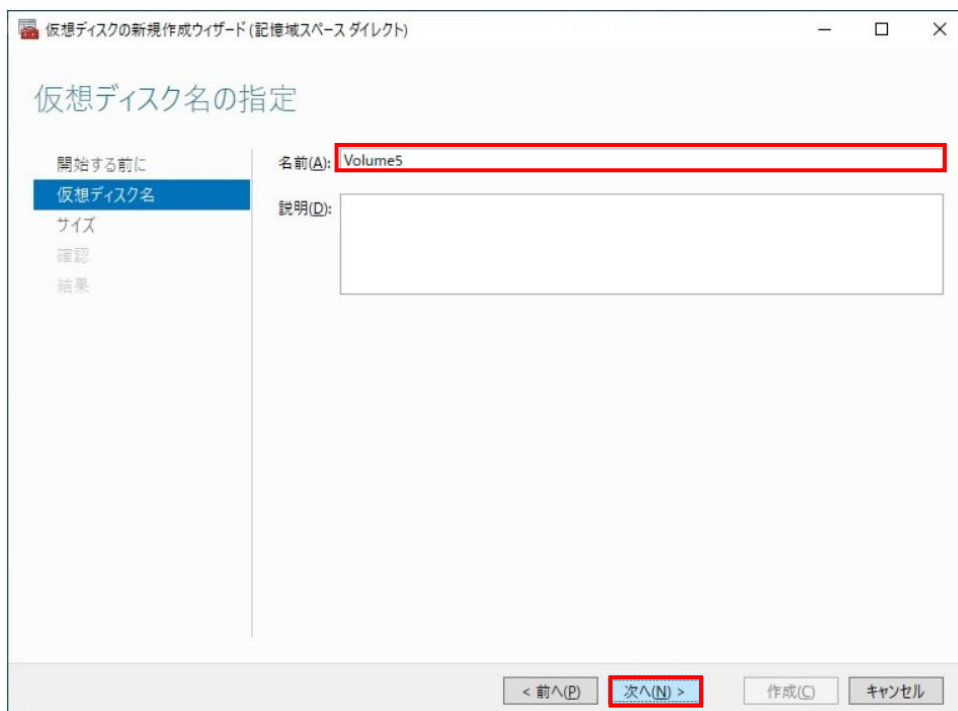 仮想ディスクの新規作成ウィザード (記憶域スペース ダイレクト)
仮想ディスク名の指定
開始する前に
仮想ディスク名
サイズ
確認
結果
名前(A): Volume5
説明(D):
< 前へ(P) 次へ(N) > 作成(C) キャンセル